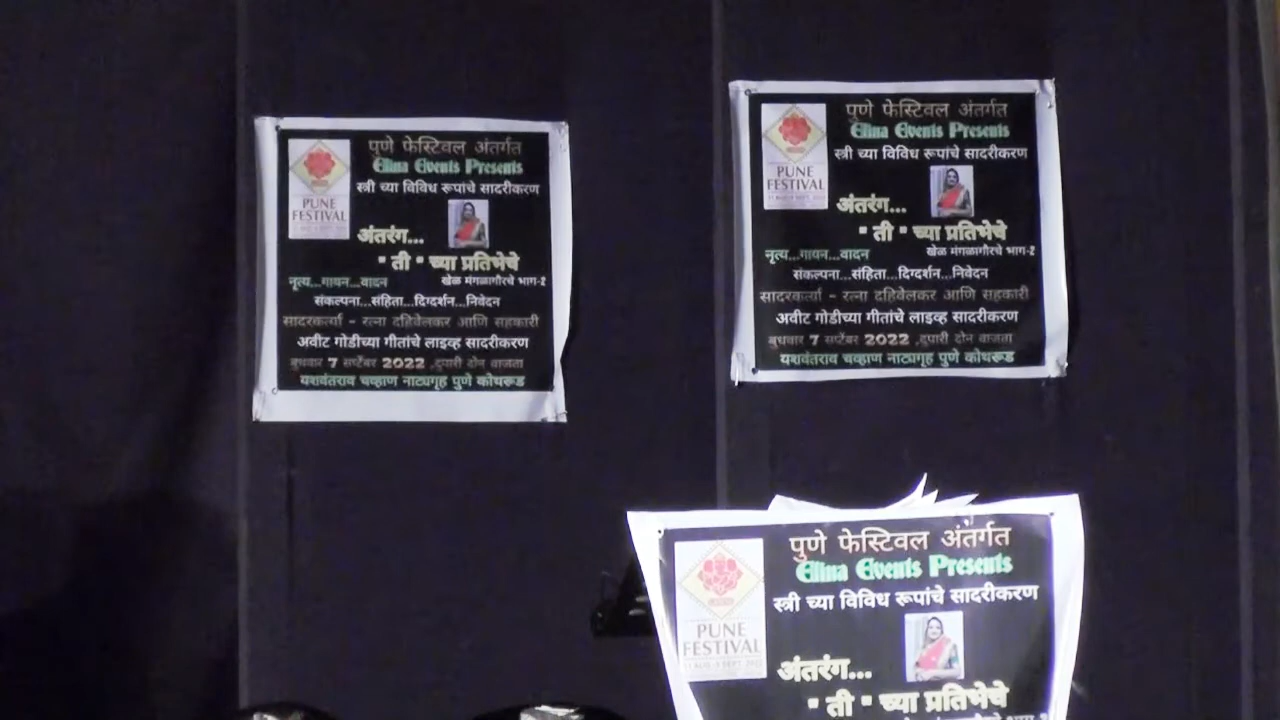 पुणे फेस्टिवल अंतर्गत
Elina Events Presents
स्त्री च्या विविध रूपांचे सादरीकरण
PUNE
FESTIVAL
अंतरंग...
" ती " च्या प्रतिभेचे
नृत्य...गायन...वादन
खेळ मंगळागौरचे भाग-2
संकल्पना...संहिता...दिग्दर्शन...निवेदन
सादरकर्त्या - रत्ना दहिवेलकर आणि सहकारी
अवीट गोडीच्या गीतांचे लाइव्ह सादरीकरण
बुधवार 7 सप्टेंबर 2022 ,दुपारी दोन वाजता
यशवंतराव चव्हाण नाट्यगृह पुणे कोथरूड
पुणे फेस्टिवल अंतर्गत
Elina Events Presents
स्त्री च्या विविध रूपांचे सादरीकरण
PUNE
FESTIVAL
अंतरंग...
" ती " च्या प्रतिभेचे
नृत्य...गायन...वादन
खेळ मंगळागौरचे भाग-2
संकल्पना...संहिता...दिग्दर्शन...निवेदन
सादरकर्त्या - रत्ना दहिवेलकर आणि सहकारी
अवीट गोडीच्या गीतांचे लाइव्ह सादरीकरण
बुधवार 7 सप्टेंबर 2022 ,दुपारी दोन वाजता
यशवंतराव चव्हाण नाट्यगृह पुणे कोथरूड
पुणे फेस्टिवल अंतर्गत
Elina Events Presents
स्त्री च्या विविध रूपांचे सादरीकरण
PUNE
FESTIVAL
अंतरंग...
" ती " च्या प्रतिभेचे